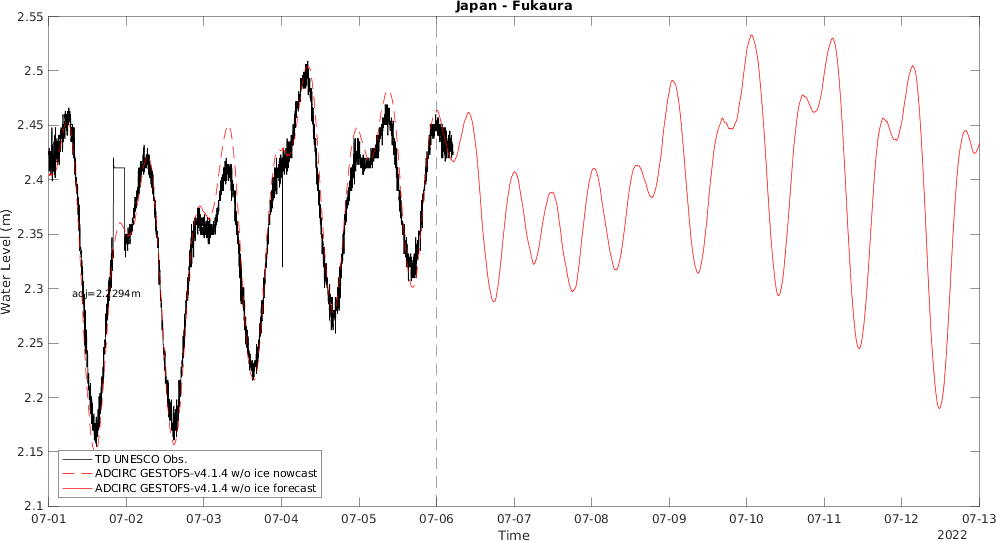 Japan - Fukaura
2.55
2.5
2.45
2.4
2.35
2.3
2.25
2.2
2.15
2.1
Water Level (m)
adj=2.2294m
TD UNESCO Obs.
ADCIRC GESTOFS-v4.1.4 w/o ice nowcast
ADCIRC GESTOFS-v4.1.4 w/o ice forecast
07-01 07-02 07-03 07-04 07-05 07-06 07-07 07-08 07-09 07-10 07-11 07-12 07-13
Time
2022